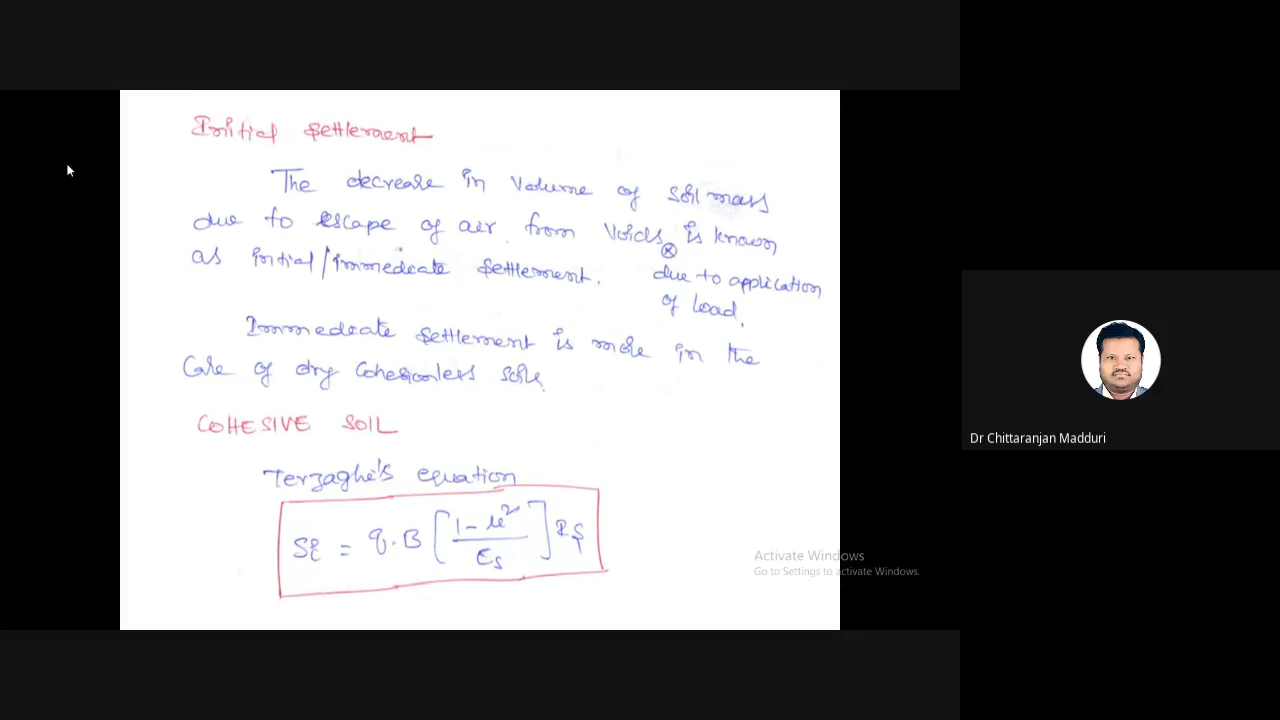 Initial Settlement
The decrease in volume of soil mass
due to escape of air from voids ⊗ is known
as initial/immediate settlement. due to application
of load.
Immediate settlement is more in the
Case of dry Cohesionless soils.
COHESIVE SOIL
Terzaghi's equation
Si = q.B [1-μ²/Es] If
Activate Windows
Go to Settings to activate Windows.
Dr Chittaranjan Madduri